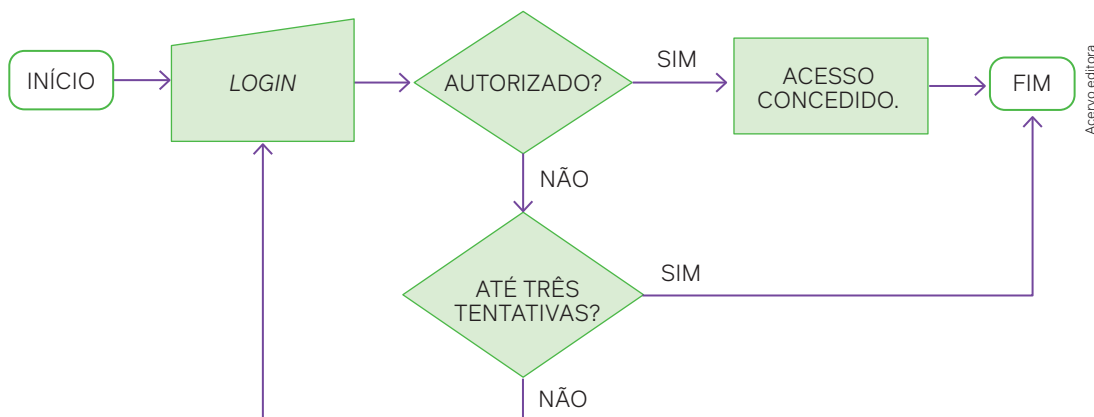 INÍCIO
LOGIN
AUTORIZADO?
SIM
ACESSO
CONCEDIDO.
FIM
NÃO
ATÉ TRÊS
TENTATIVAS?
SIM
NÃO
Acervo editora